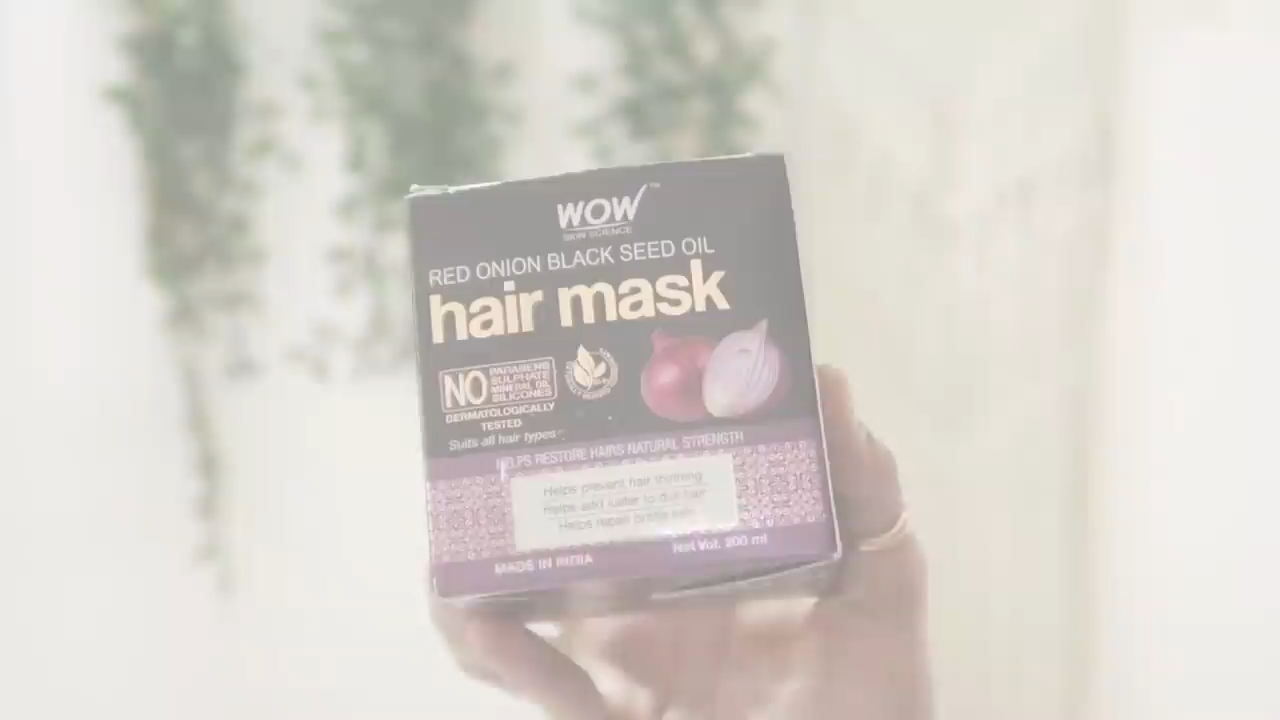 WOW
SKIN SCIENCE
RED ONION BLACK SEED OIL
hair mask
NO
PARABENS
SULPHATE
MINERAL OIL
SILICONES
DERMATOLOGICALLY
TESTED
Suits all hair types
HELPS RESTORE HAIRS NATURAL STRENGTH
Helps prevent hair thinning
Helps add luster to dull hair
Helps repair
MADE IN INDIA
Net Vol. 200 ml